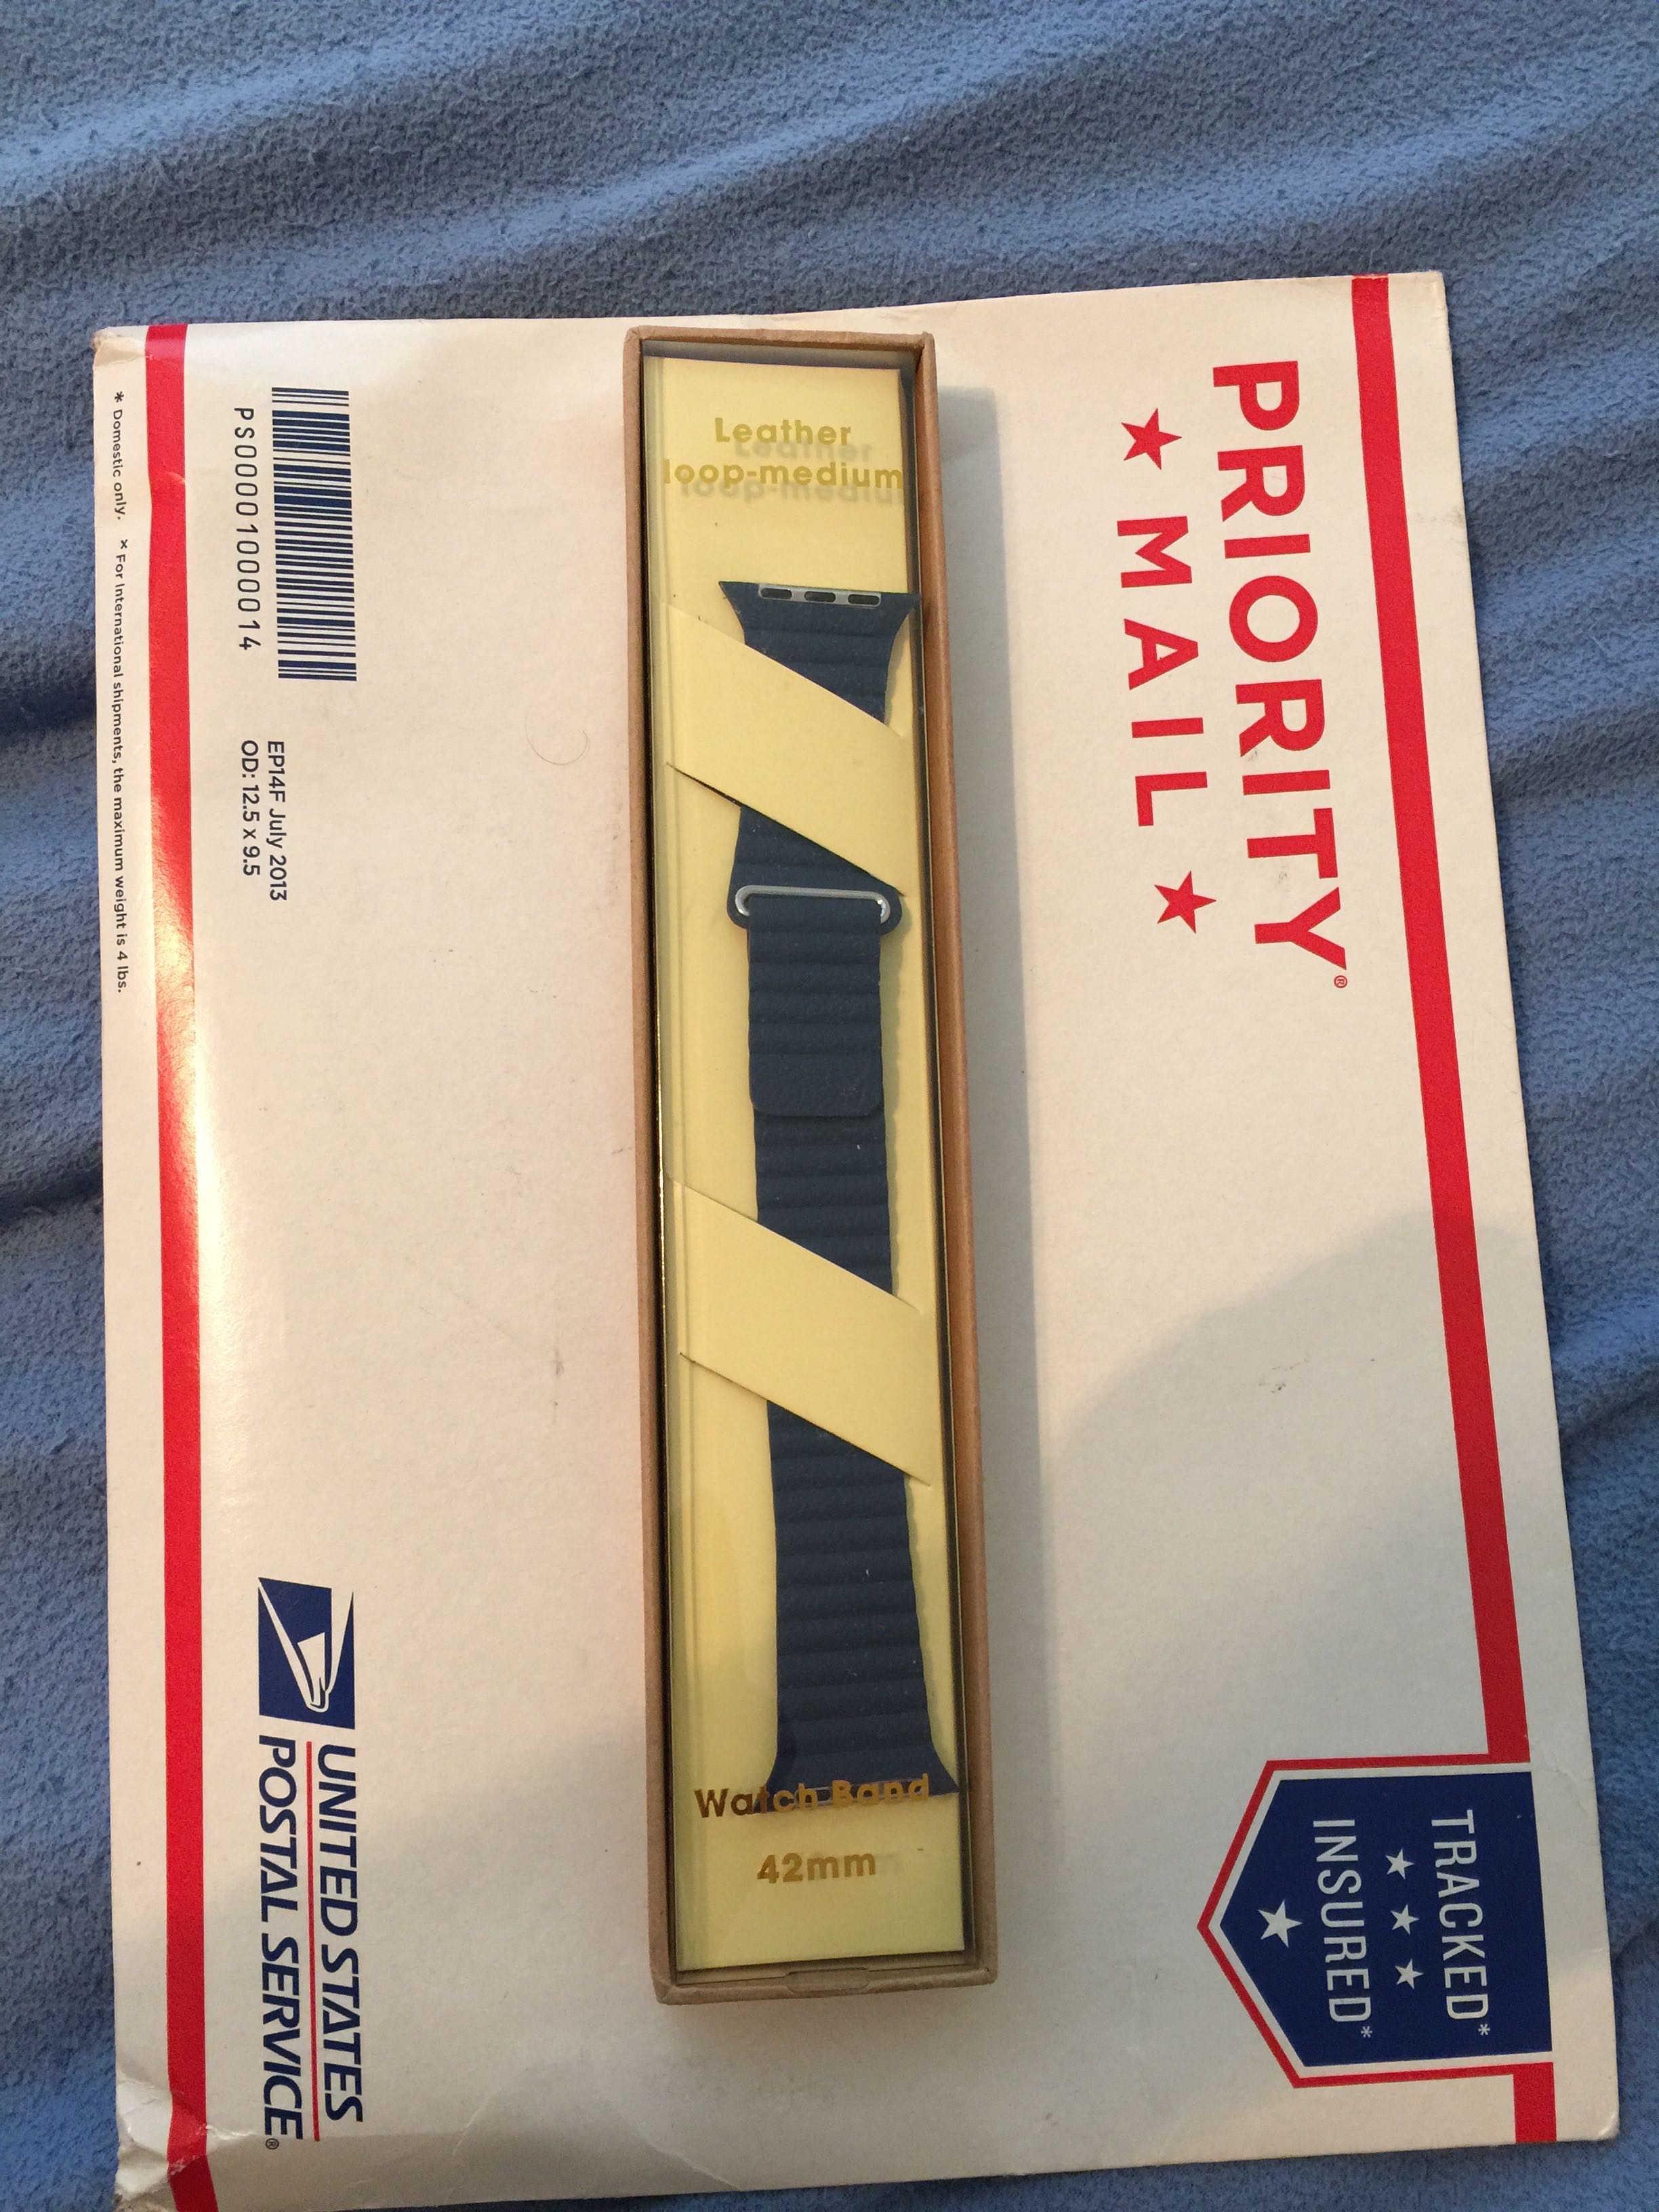 PRIORITY®
★ MAIL ★
TRACKED*
★ ★ ★
INSURED*
★
Leather
loop-medium
Watch Band
42mm
PS00001000014
EP14F July 2013
OD: 12.5 x 9.5
UNITED STATES
POSTAL SERVICE®
* Domestic only. × For International shipments, the maximum weight is 4 lbs.